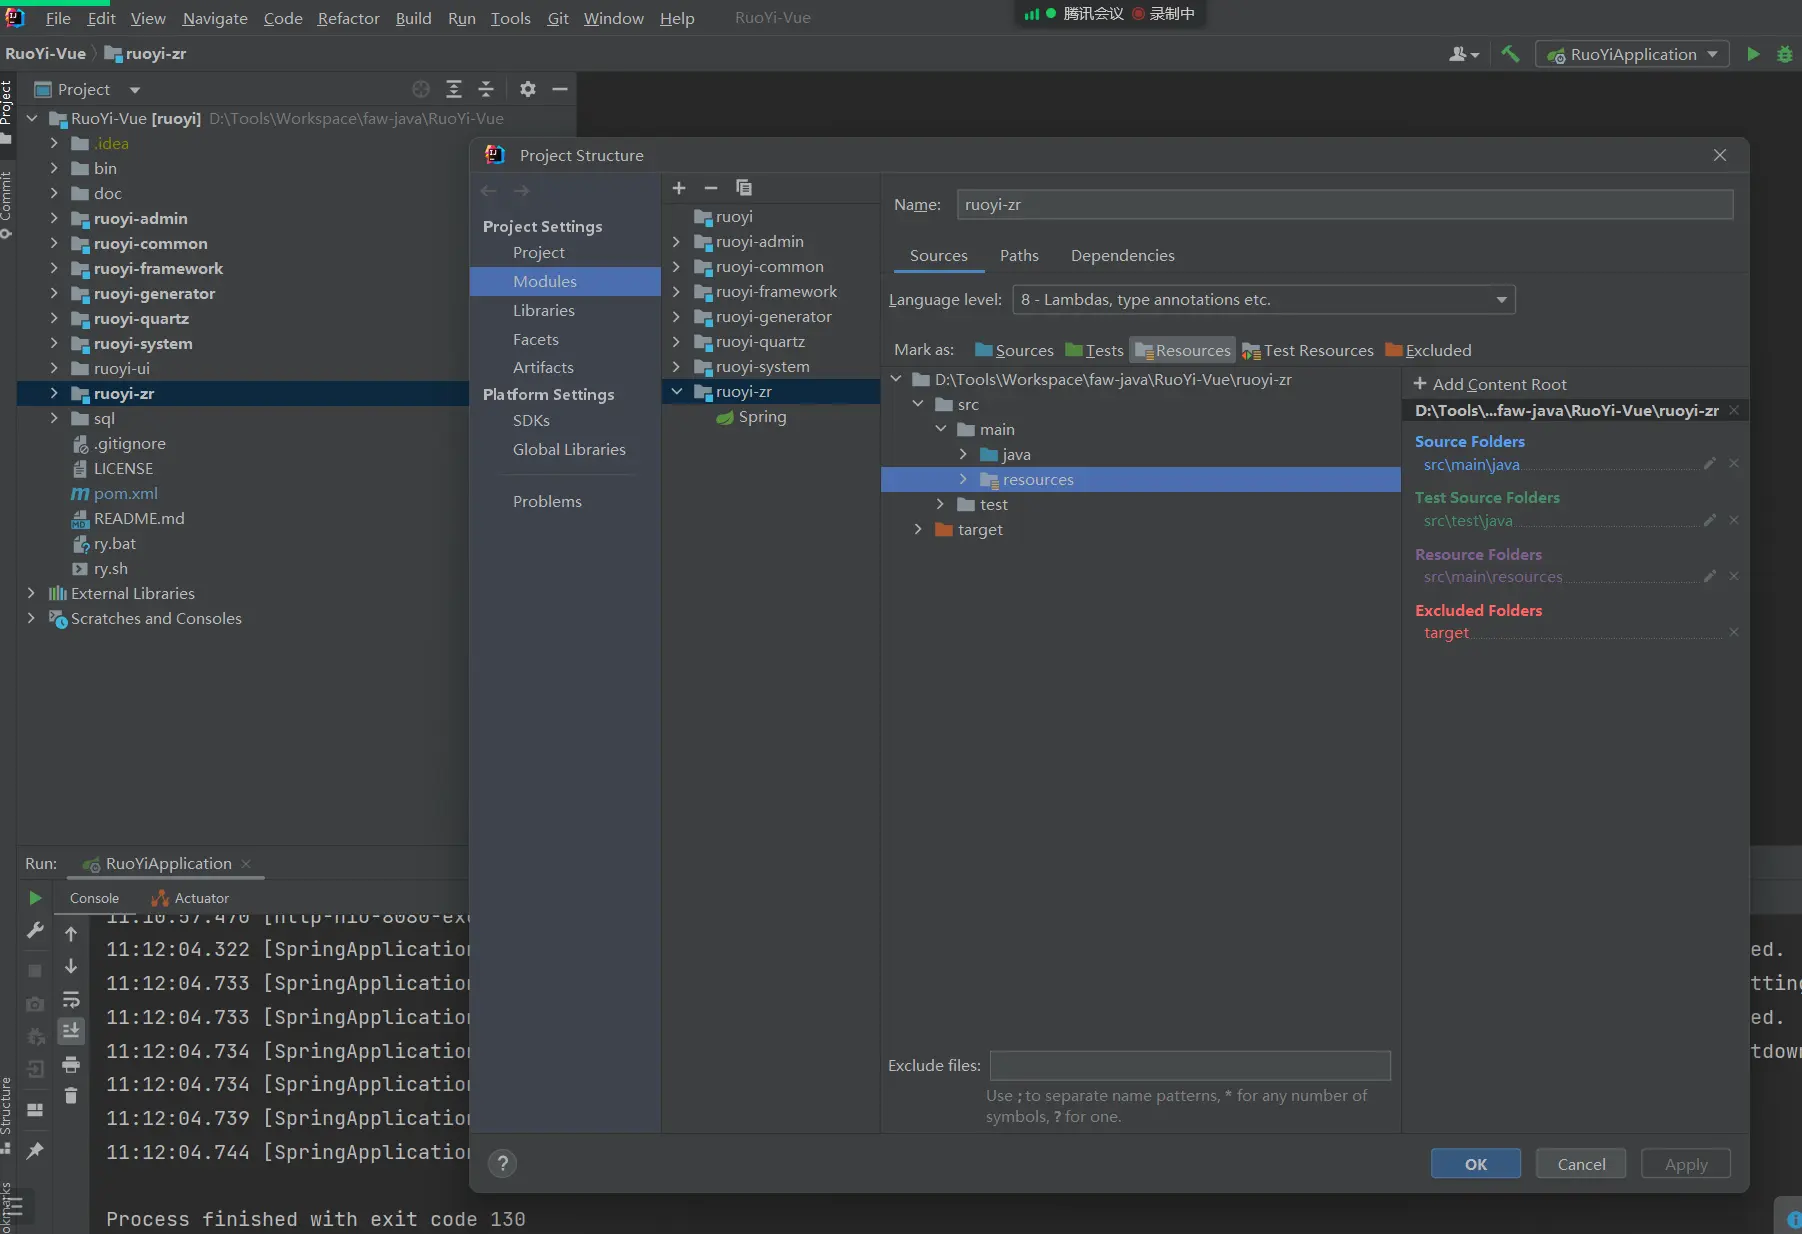 File Edit View Navigate Code Refactor Build Run Tools Git Window Help RuoYi-Vue
腾讯会议 录制中
RuoYi-Vue ruoyi-zr
RuoYiApplication
Project
Project
Commit
Structure
RuoYi-Vue [ruoyi] D:\Tools\Workspace\faw-java\RuoYi-Vue
.idea
bin
doc
ruoyi-admin
ruoyi-common
ruoyi-framework
ruoyi-generator
ruoyi-quartz
ruoyi-system
ruoyi-ui
ruoyi-zr
sql
.gitignore
LICENSE
pom.xml
README.md
ry.bat
ry.sh
External Libraries
Scratches and Consoles
Project Structure
Project Settings
Project
Modules
Libraries
Facets
Artifacts
Platform Settings
SDKs
Global Libraries
Problems
ruoyi
ruoyi-admin
ruoyi-common
ruoyi-framework
ruoyi-generator
ruoyi-quartz
ruoyi-system
ruoyi-zr
Spring
Name: ruoyi-zr
Sources Paths Dependencies
Language level: 8 - Lambdas, type annotations etc.
Mark as: Sources Tests Resources Test Resources Excluded
D:\Tools\Workspace\faw-java\RuoYi-Vue\ruoyi-zr
src
main
java
resources
test
target
+ Add Content Root
D:\Tools\...faw-java\RuoYi-Vue\ruoyi-zr
Source Folders
src\main\java
Test Source Folders
src\test\java
Resource Folders
src\main\resources
Excluded Folders
target
Exclude files:
Use ; to separate name patterns, * for any number of
symbols, ? for one.
? OK Cancel Apply
Run: RuoYiApplication
Console Actuator
11:10:57.470 [http-nio-8080-ex
11:12:04.322 [SpringApplication ed.
11:12:04.733 [SpringApplication tting
11:12:04.733 [SpringApplication ed.
11:12:04.734 [SpringApplication tdown
11:12:04.734 [SpringApplication
11:12:04.739 [SpringApplication
11:12:04.744 [SpringApplication
Process finished with exit code 130